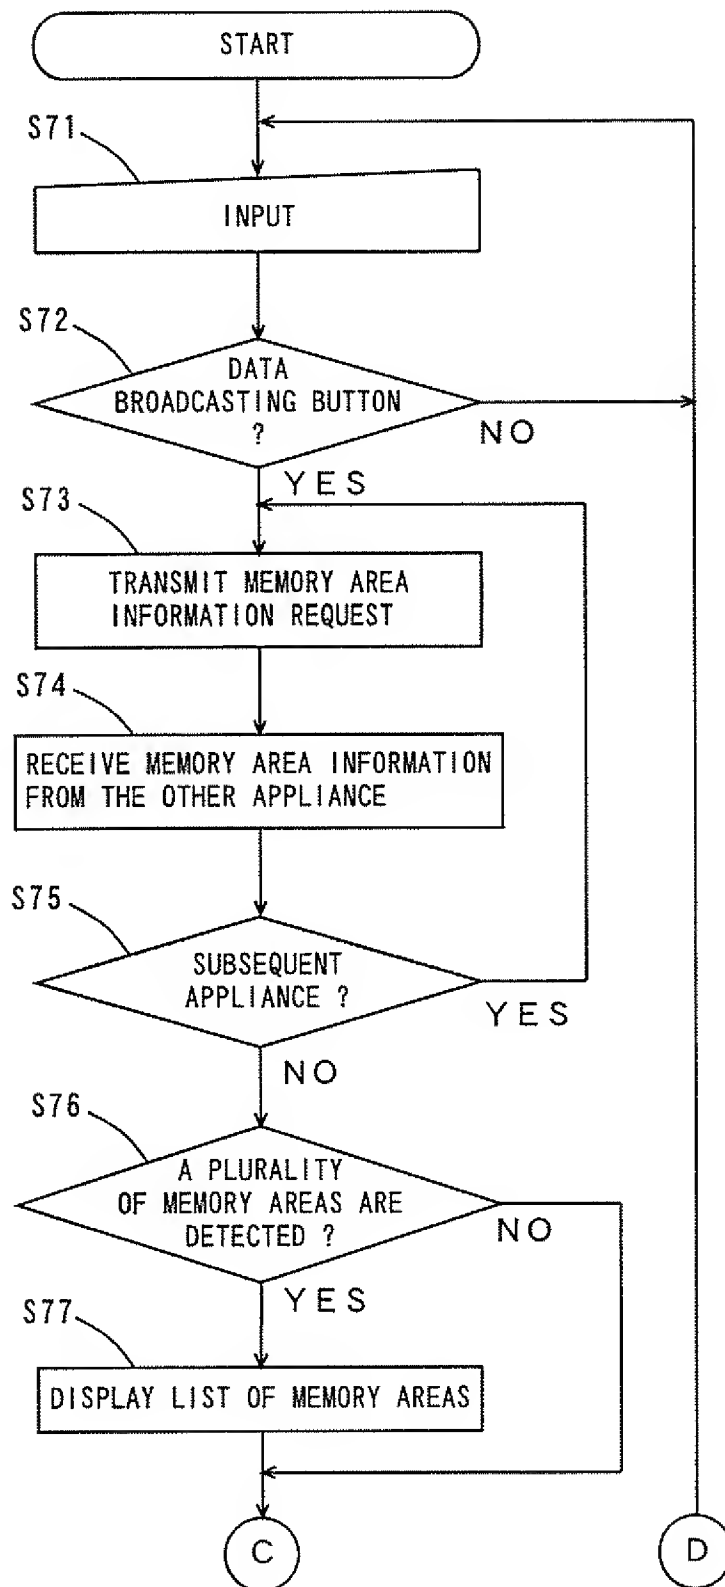 START
S71
INPUT
S72
DATA
BROADCASTING BUTTON
?
NO
YES
S73
TRANSMIT MEMORY AREA
INFORMATION REQUEST
S74
RECEIVE MEMORY AREA INFORMATION
FROM THE OTHER APPLIANCE
S75
SUBSEQUENT
APPLIANCE ?
YES
NO
S76
A PLURALITY
OF MEMORY AREAS ARE
DETECTED ?
NO
YES
S77
DISPLAY LIST OF MEMORY AREAS
C
D